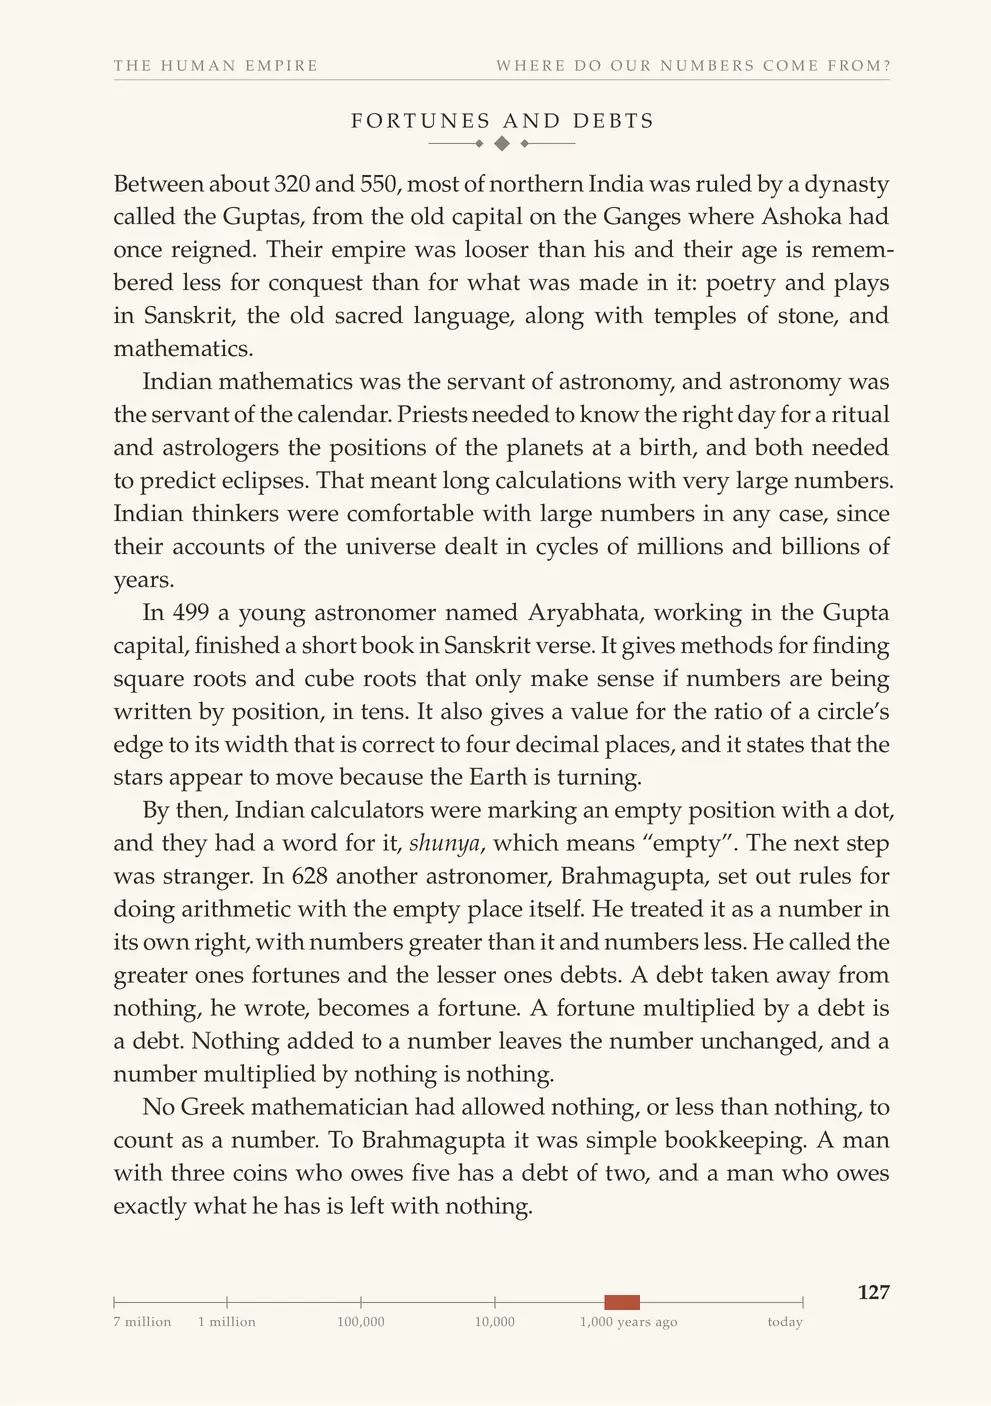 THE HUMAN EMPIRE
WHERE DO OUR NUMBERS COME FROM?
FORTUNES AND DEBTS
Between about 320 and 550, most of northern India was ruled by a dynasty
called the Guptas, from the old capital on the Ganges where Ashoka had
once reigned. Their empire was looser than his and their age is remem-
bered less for conquest than for what was made in it: poetry and plays
in Sanskrit, the old sacred language, along with temples of stone, and
mathematics.
Indian mathematics was the servant of astronomy, and astronomy was
the servant of the calendar. Priests needed to know the right day for a ritual
and astrologers the positions of the planets at a birth, and both needed
to predict eclipses. That meant long calculations with very large numbers.
Indian thinkers were comfortable with large numbers in any case, since
their accounts of the universe dealt in cycles of millions and billions of
years.
In 499 a young astronomer named Aryabhata, working in the Gupta
capital, finished a short book in Sanskrit verse. It gives methods for finding
square roots and cube roots that only make sense if numbers are being
written by position, in tens. It also gives a value for the ratio of a circle’s
edge to its width that is correct to four decimal places, and it states that the
stars appear to move because the Earth is turning.
By then, Indian calculators were marking an empty position with a dot,
and they had a word for it, shunya, which means “empty”. The next step
was stranger. In 628 another astronomer, Brahmagupta, set out rules for
doing arithmetic with the empty place itself. He treated it as a number in
its own right, with numbers greater than it and numbers less. He called the
greater ones fortunes and the lesser ones debts. A debt taken away from
nothing, he wrote, becomes a fortune. A fortune multiplied by a debt is
a debt. Nothing added to a number leaves the number unchanged, and a
number multiplied by nothing is nothing.
No Greek mathematician had allowed nothing, or less than nothing, to
count as a number. To Brahmagupta it was simple bookkeeping. A man
with three coins who owes five has a debt of two, and a man who owes
exactly what he has is left with nothing.
127
7 million 1 million 100,000 10,000 1,000 years ago today